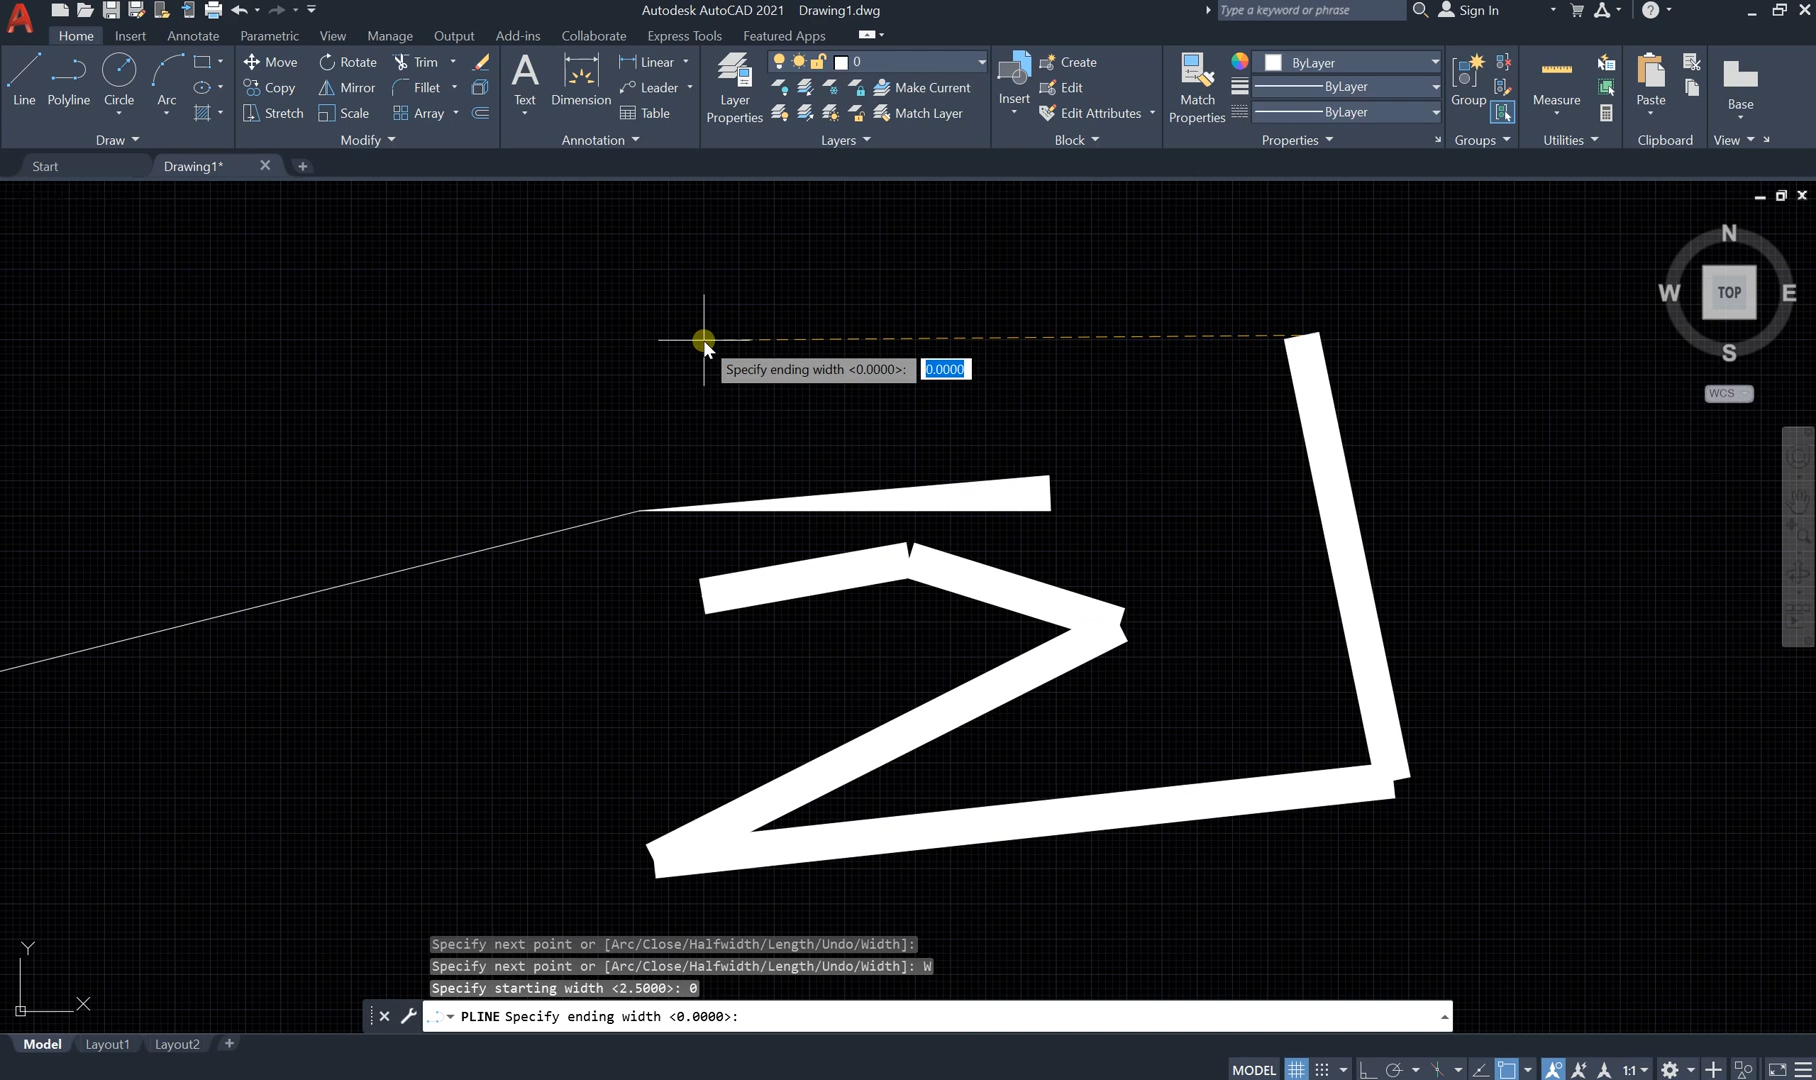 Autodesk AutoCAD 2021 Drawing1.dwg
Type a keyword or phrase
Sign In
Home Insert Annotate Parametric View Manage Output Add-ins Collaborate Express Tools Featured Apps
Line Polyline Circle Arc
Draw
Move Rotate Trim
Copy Mirror Fillet
Stretch Scale Array
Modify
Text Dimension
Linear
Leader
Table
Annotation
Layer Properties
0
Make Current
Match Layer
Layers
Insert
Create
Edit
Edit Attributes
Block
Match Properties
ByLayer
ByLayer
ByLayer
Properties
Group
Groups
Measure
Utilities
Paste
Clipboard
Base
View
Start Drawing1*
N
W TOP E
S
WCS
Specify ending width <0.0000>: 0.0000
Y
X
Specify next point or [Arc/Close/Halfwidth/Length/Undo/Width]:
Specify next point or [Arc/Close/Halfwidth/Length/Undo/Width]: W
Specify starting width <2.5000>: 0
PLINE Specify ending width <0.0000>:
Model Layout1 Layout2
MODEL 1:1